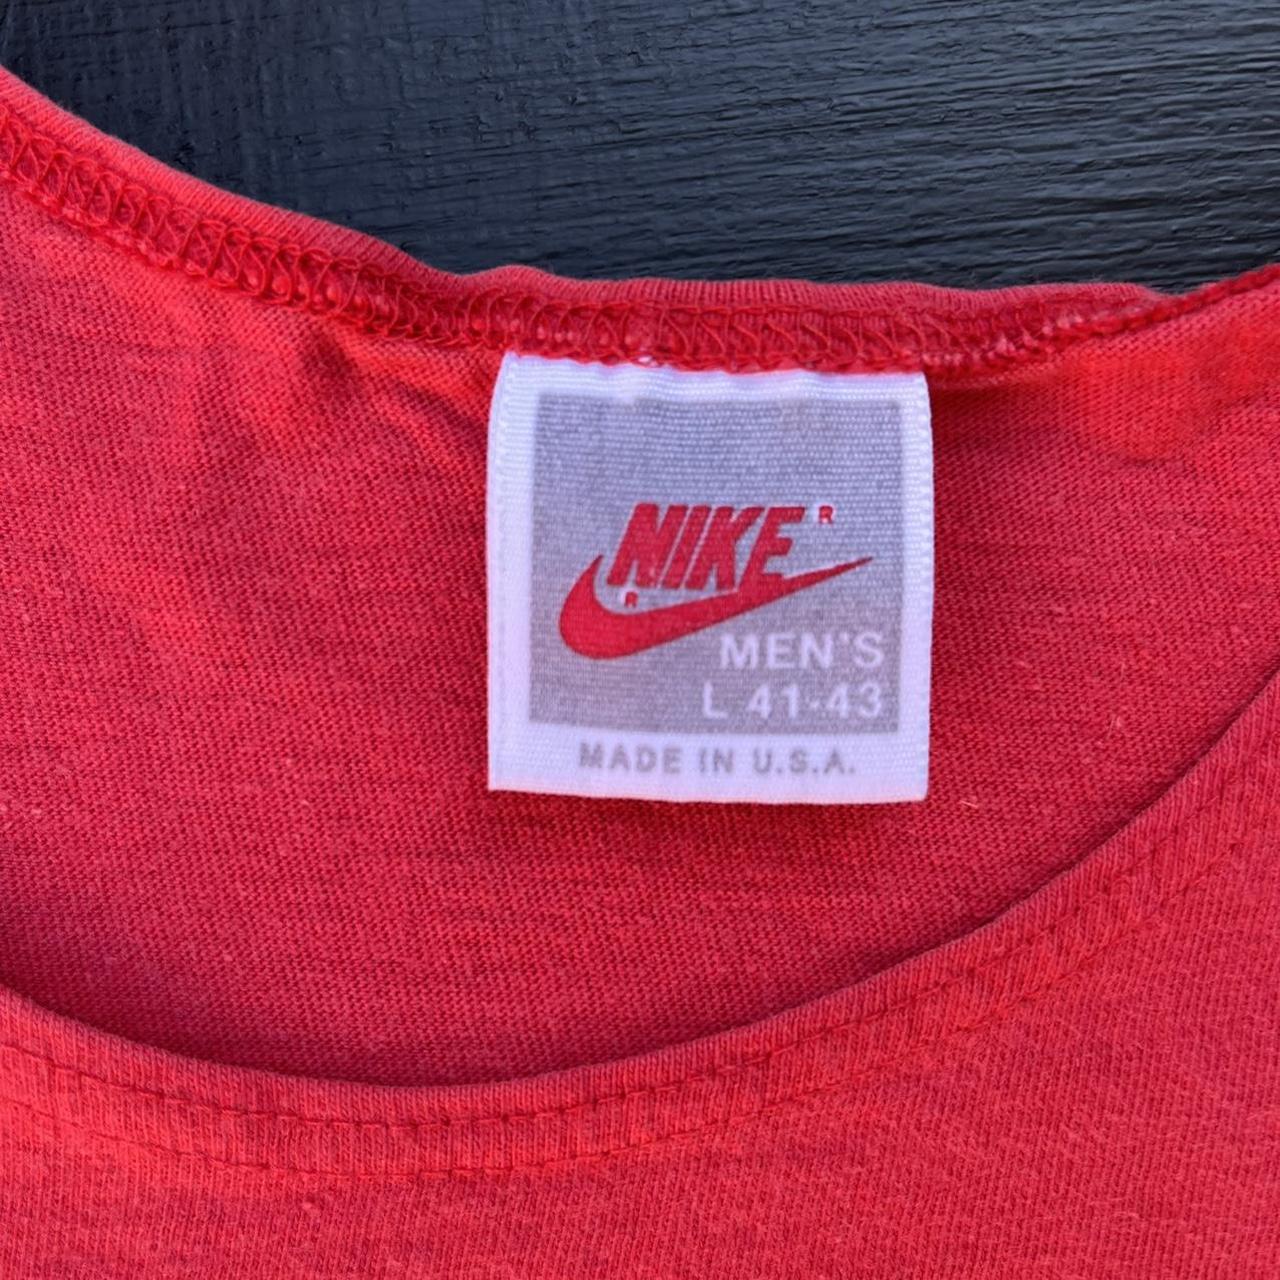 NIKE R
R
MEN'S
L 41-43
MADE IN U.S.A.